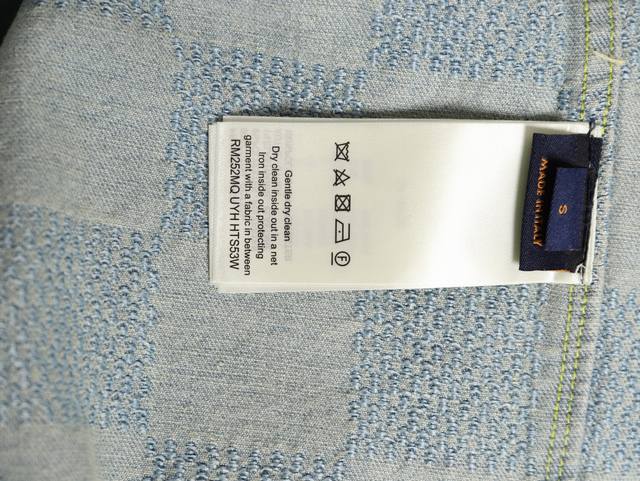 MADE IN ITALY
S
Gentle dry clean
Dry clean inside out in a net
Iron inside out protecting
garment with a fabric in between
RM252MQ UYH HTS53W